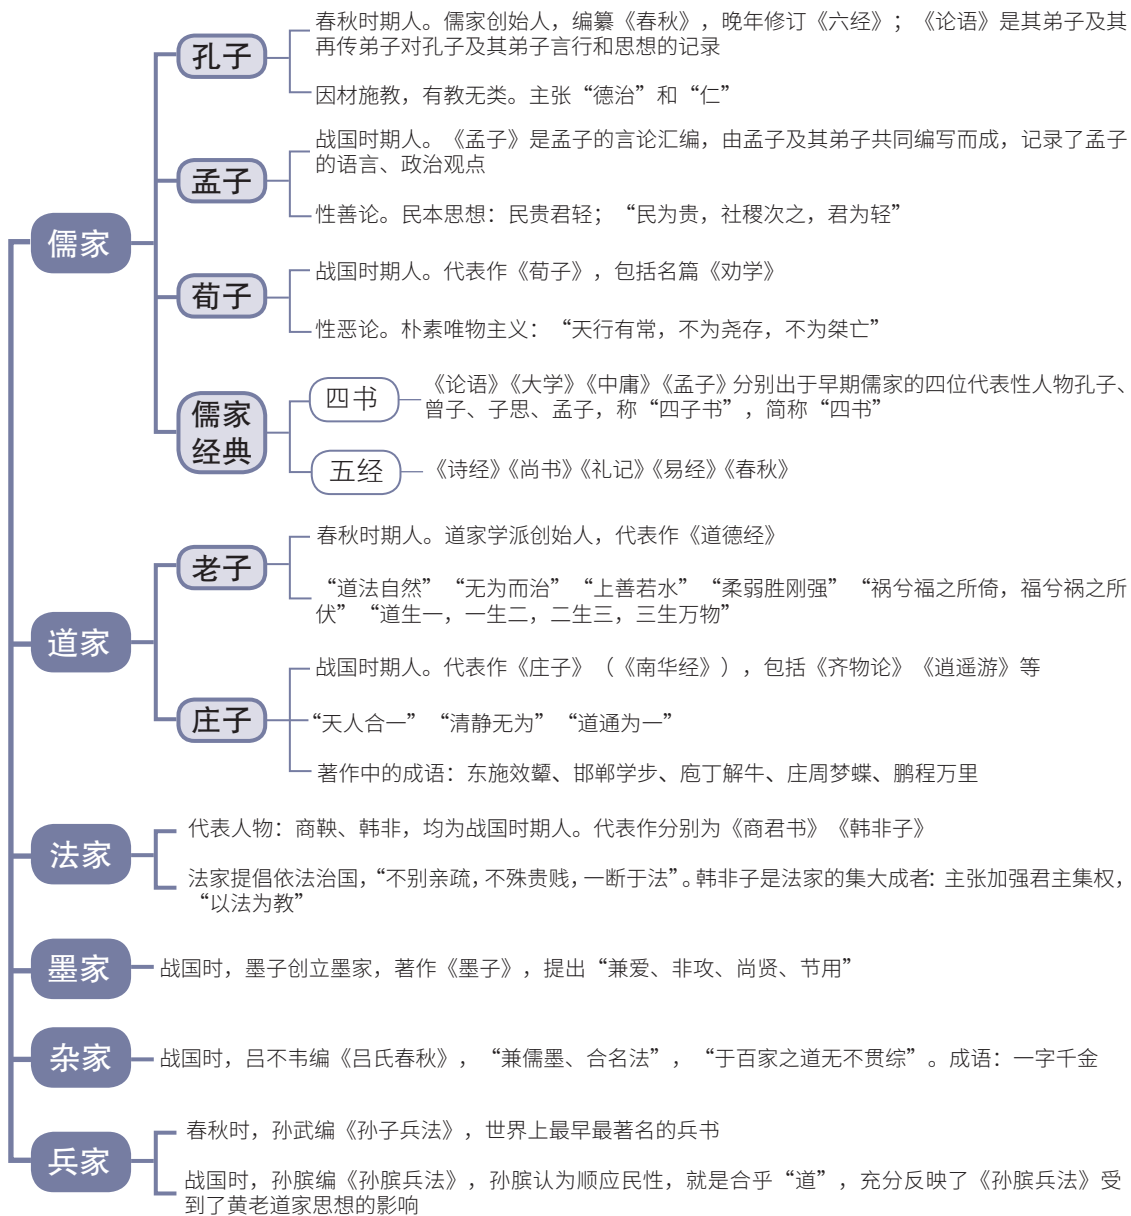 儒家
孔子
春秋时期人。儒家创始人，编纂《春秋》，晚年修订《六经》；《论语》是其弟子及其
再传弟子对孔子及其弟子言行和思想的记录
因材施教，有教无类。主张“德治”和“仁”
孟子
战国时期人。《孟子》是孟子的言论汇编，由孟子及其弟子共同编写而成，记录了孟子
的语言、政治观点
性善论。民本思想：民贵君轻；“民为贵，社稷次之，君为轻”
荀子
战国时期人。代表作《荀子》，包括名篇《劝学》
性恶论。朴素唯物主义：“天行有常，不为尧存，不为桀亡”
儒家
经典
四书
《论语》《大学》《中庸》《孟子》分别出于早期儒家的四位代表性人物孔子、
曾子、子思、孟子，称“四子书”，简称“四书”
五经
《诗经》《尚书》《礼记》《易经》《春秋》
道家
老子
春秋时期人。道家学派创始人，代表作《道德经》
“道法自然”“无为而治”“上善若水”“柔弱胜刚强”“祸兮福之所倚，福兮祸之所
伏”“道生一，一生二，二生三，三生万物”
庄子
战国时期人。代表作《庄子》（《南华经》），包括《齐物论》《逍遥游》等
“天人合一”“清静无为”“道通为一”
著作中的成语：东施效颦、邯郸学步、庖丁解牛、庄周梦蝶、鹏程万里
法家
代表人物：商鞅、韩非，均为战国时期人。代表作分别为《商君书》《韩非子》
法家提倡依法治国，“不别亲疏，不殊贵贱，一断于法”。韩非子是法家的集大成者：主张加强君主集权，
“以法为教”
墨家
战国时，墨子创立墨家，著作《墨子》，提出“兼爱、非攻、尚贤、节用”
杂家
战国时，吕不韦编《吕氏春秋》，“兼儒墨、合名法”，“于百家之道无不贯综”。成语：一字千金
兵家
春秋时，孙武编《孙子兵法》，世界上最早最著名的兵书
战国时，孙膑编《孙膑兵法》，孙膑认为顺应民性，就是合乎“道”，充分反映了《孙膑兵法》受
到了黄老道家思想的影响